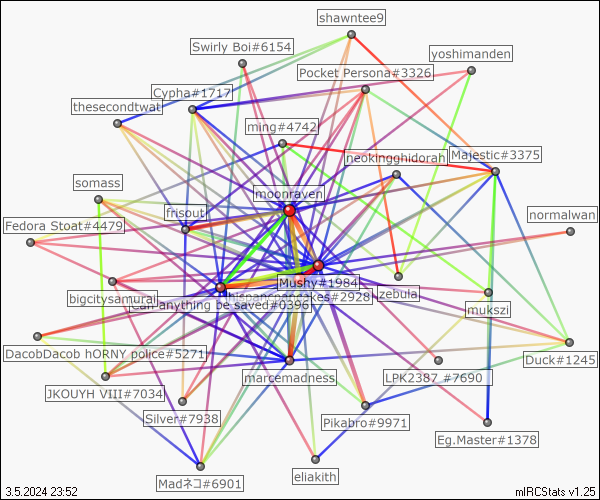 shawntee9
Swirly Boi#6154
yoshimanden
Pocket Persona#3326
Cypha#1717
thesecondtwat
ming#4742
neokingghidorah
Majestic#3375
somass
moonraven
frisout
normalwan
Fedora Stoat#4479
Mushy#1984
zebula
bigcitysamurai
hispanicpancakes#2928
Can anything be saved#0396
mukszi
DacobDacob hORNY police#5271
Duck#1245
marcemadness
LPK2387_#7690
JKOUYH VIII#7034
Silver#7938
Pikabro#9971
Eg.Master#1378
eliakith
Madネコ#6901
3.5.2024 23:52
mIRCStats v1.25